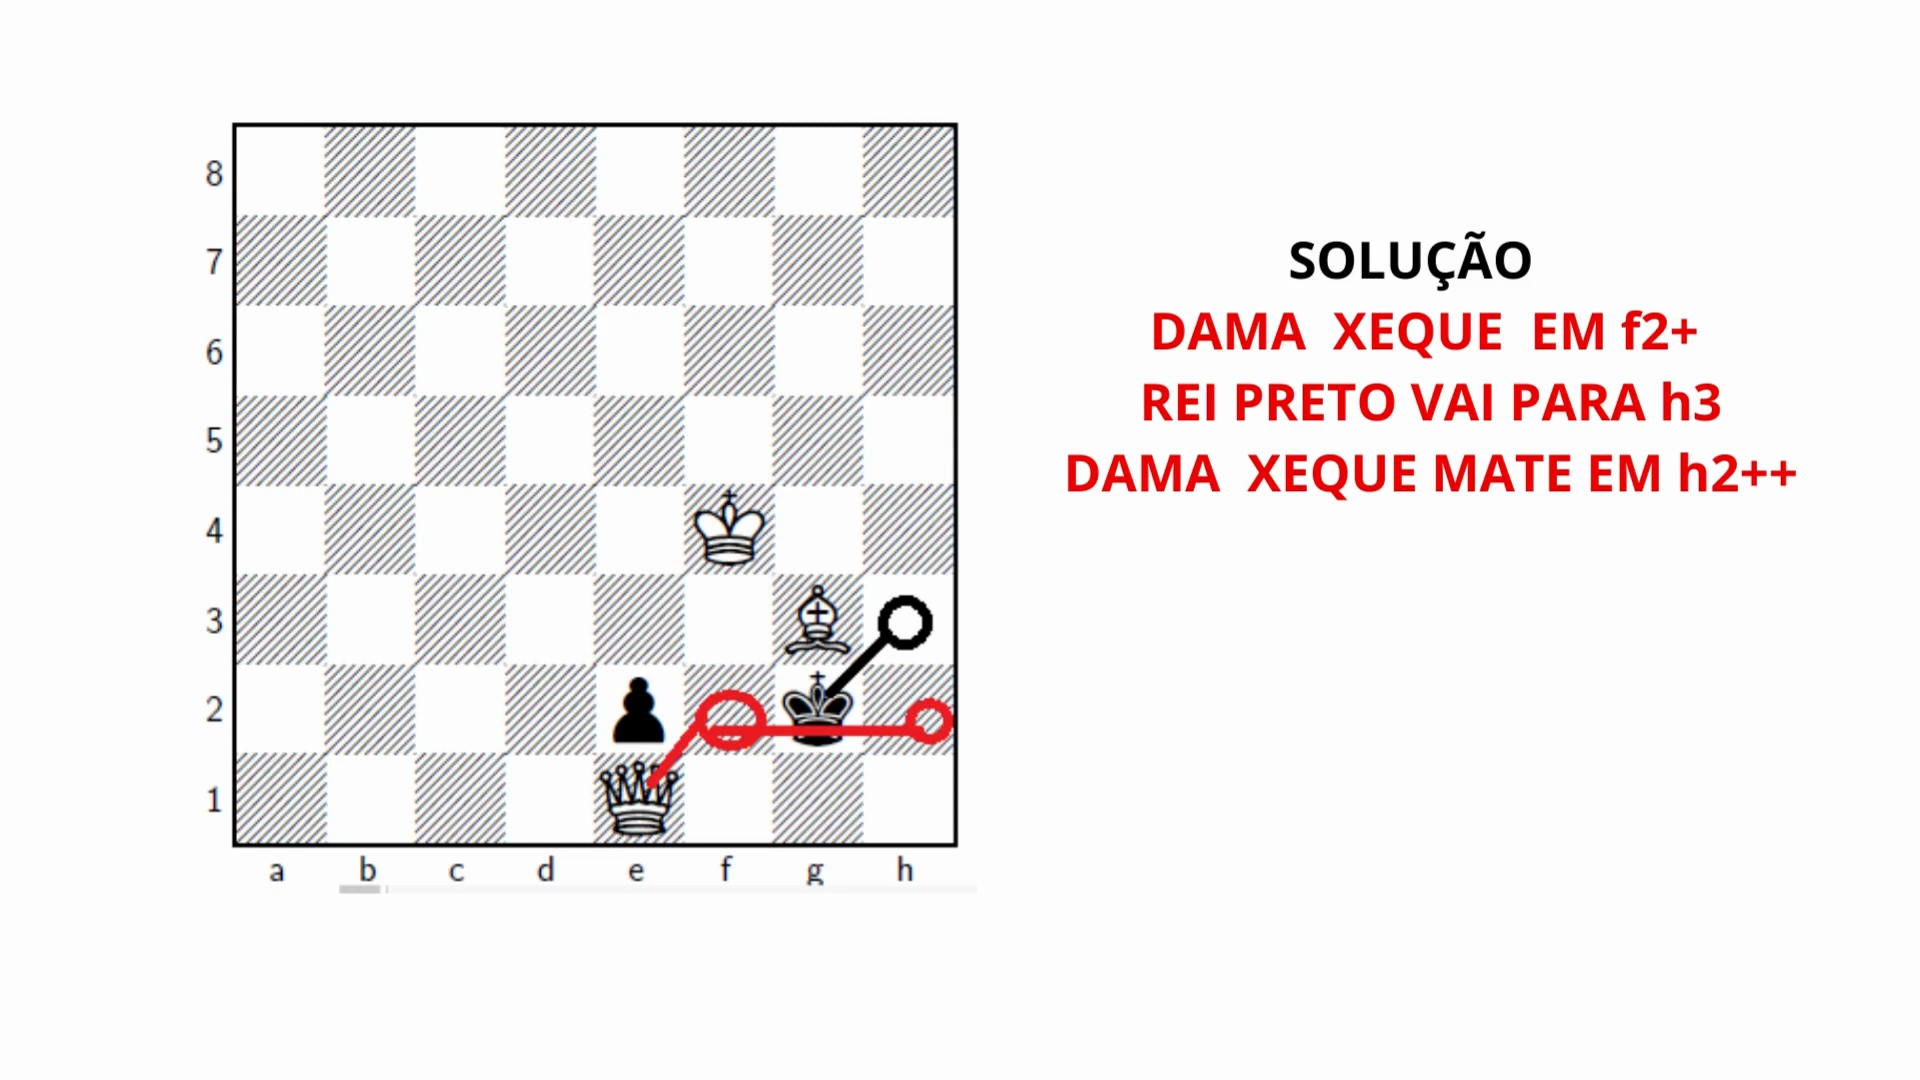 8
7
6
5
4
3
2
1
a b c d e f g h
SOLUÇÃO
DAMA XEQUE EM f2+
REI PRETO VAI PARA h3
DAMA XEQUE MATE EM h2++